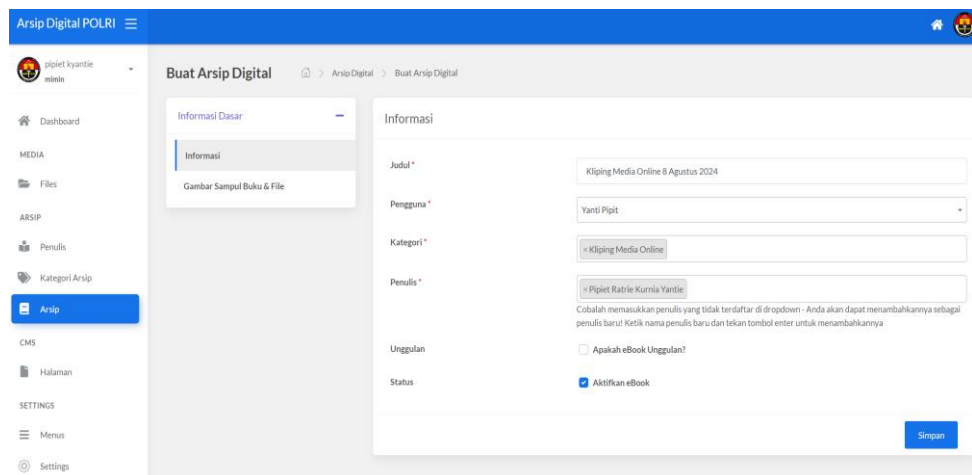 Arsip Digital POLRI
pipiet kyantie
mimin
Dashboard
MEDIA
Files
ARSIP
Penulis
Kategori Arsip
Arsip
CMS
Halaman
SETTINGS
Menus
Settings
Buat Arsip Digital
> Arsip Digital > Buat Arsip Digital
Informasi Dasar
Informasi
Gambar Sampul Buku & File
Informasi
Judul *
Kliping Media Online 8 Agustus 2024
Pengguna *
Yanti Pipit
Kategori *
× Kliping Media Online
Penulis *
× Pipiet Ratrie Kurnia Yantie
Cobalah memasukkan penulis yang tidak terdaftar di dropdown - Anda akan dapat menambahkannya sebagai
penulis baru! Ketik nama penulis baru dan tekan tombol enter untuk menambahkannya
Unggulan
Apakah eBook Unggulan?
Status
Aktifkan eBook
Simpan